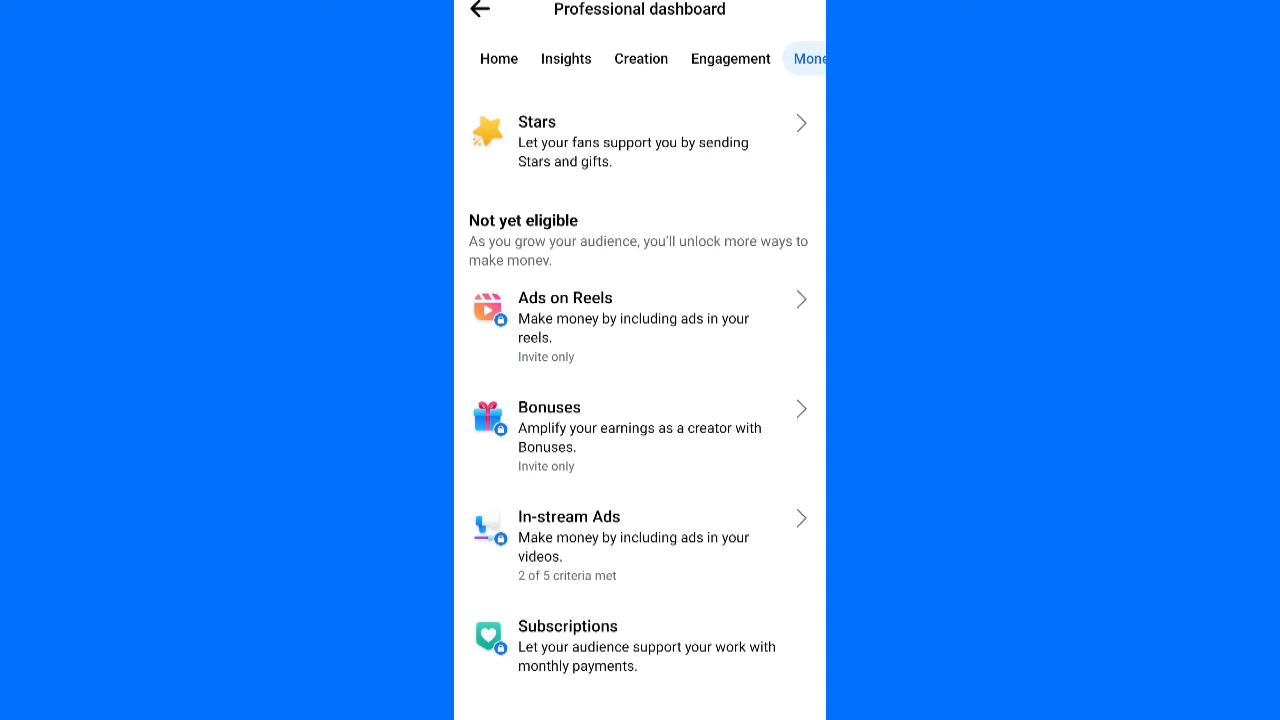 Professional dashboard
Home Insights Creation Engagement Mone
Stars
Let your fans support you by sending
Stars and gifts.
Not yet eligible
As you grow your audience, you'll unlock more ways to
make money.
Ads on Reels
Make money by including ads in your
reels.
Invite only
Bonuses
Amplify your earnings as a creator with
Bonuses.
Invite only
In-stream Ads
Make money by including ads in your
videos.
2 of 5 criteria met
Subscriptions
Let your audience support your work with
monthly payments.